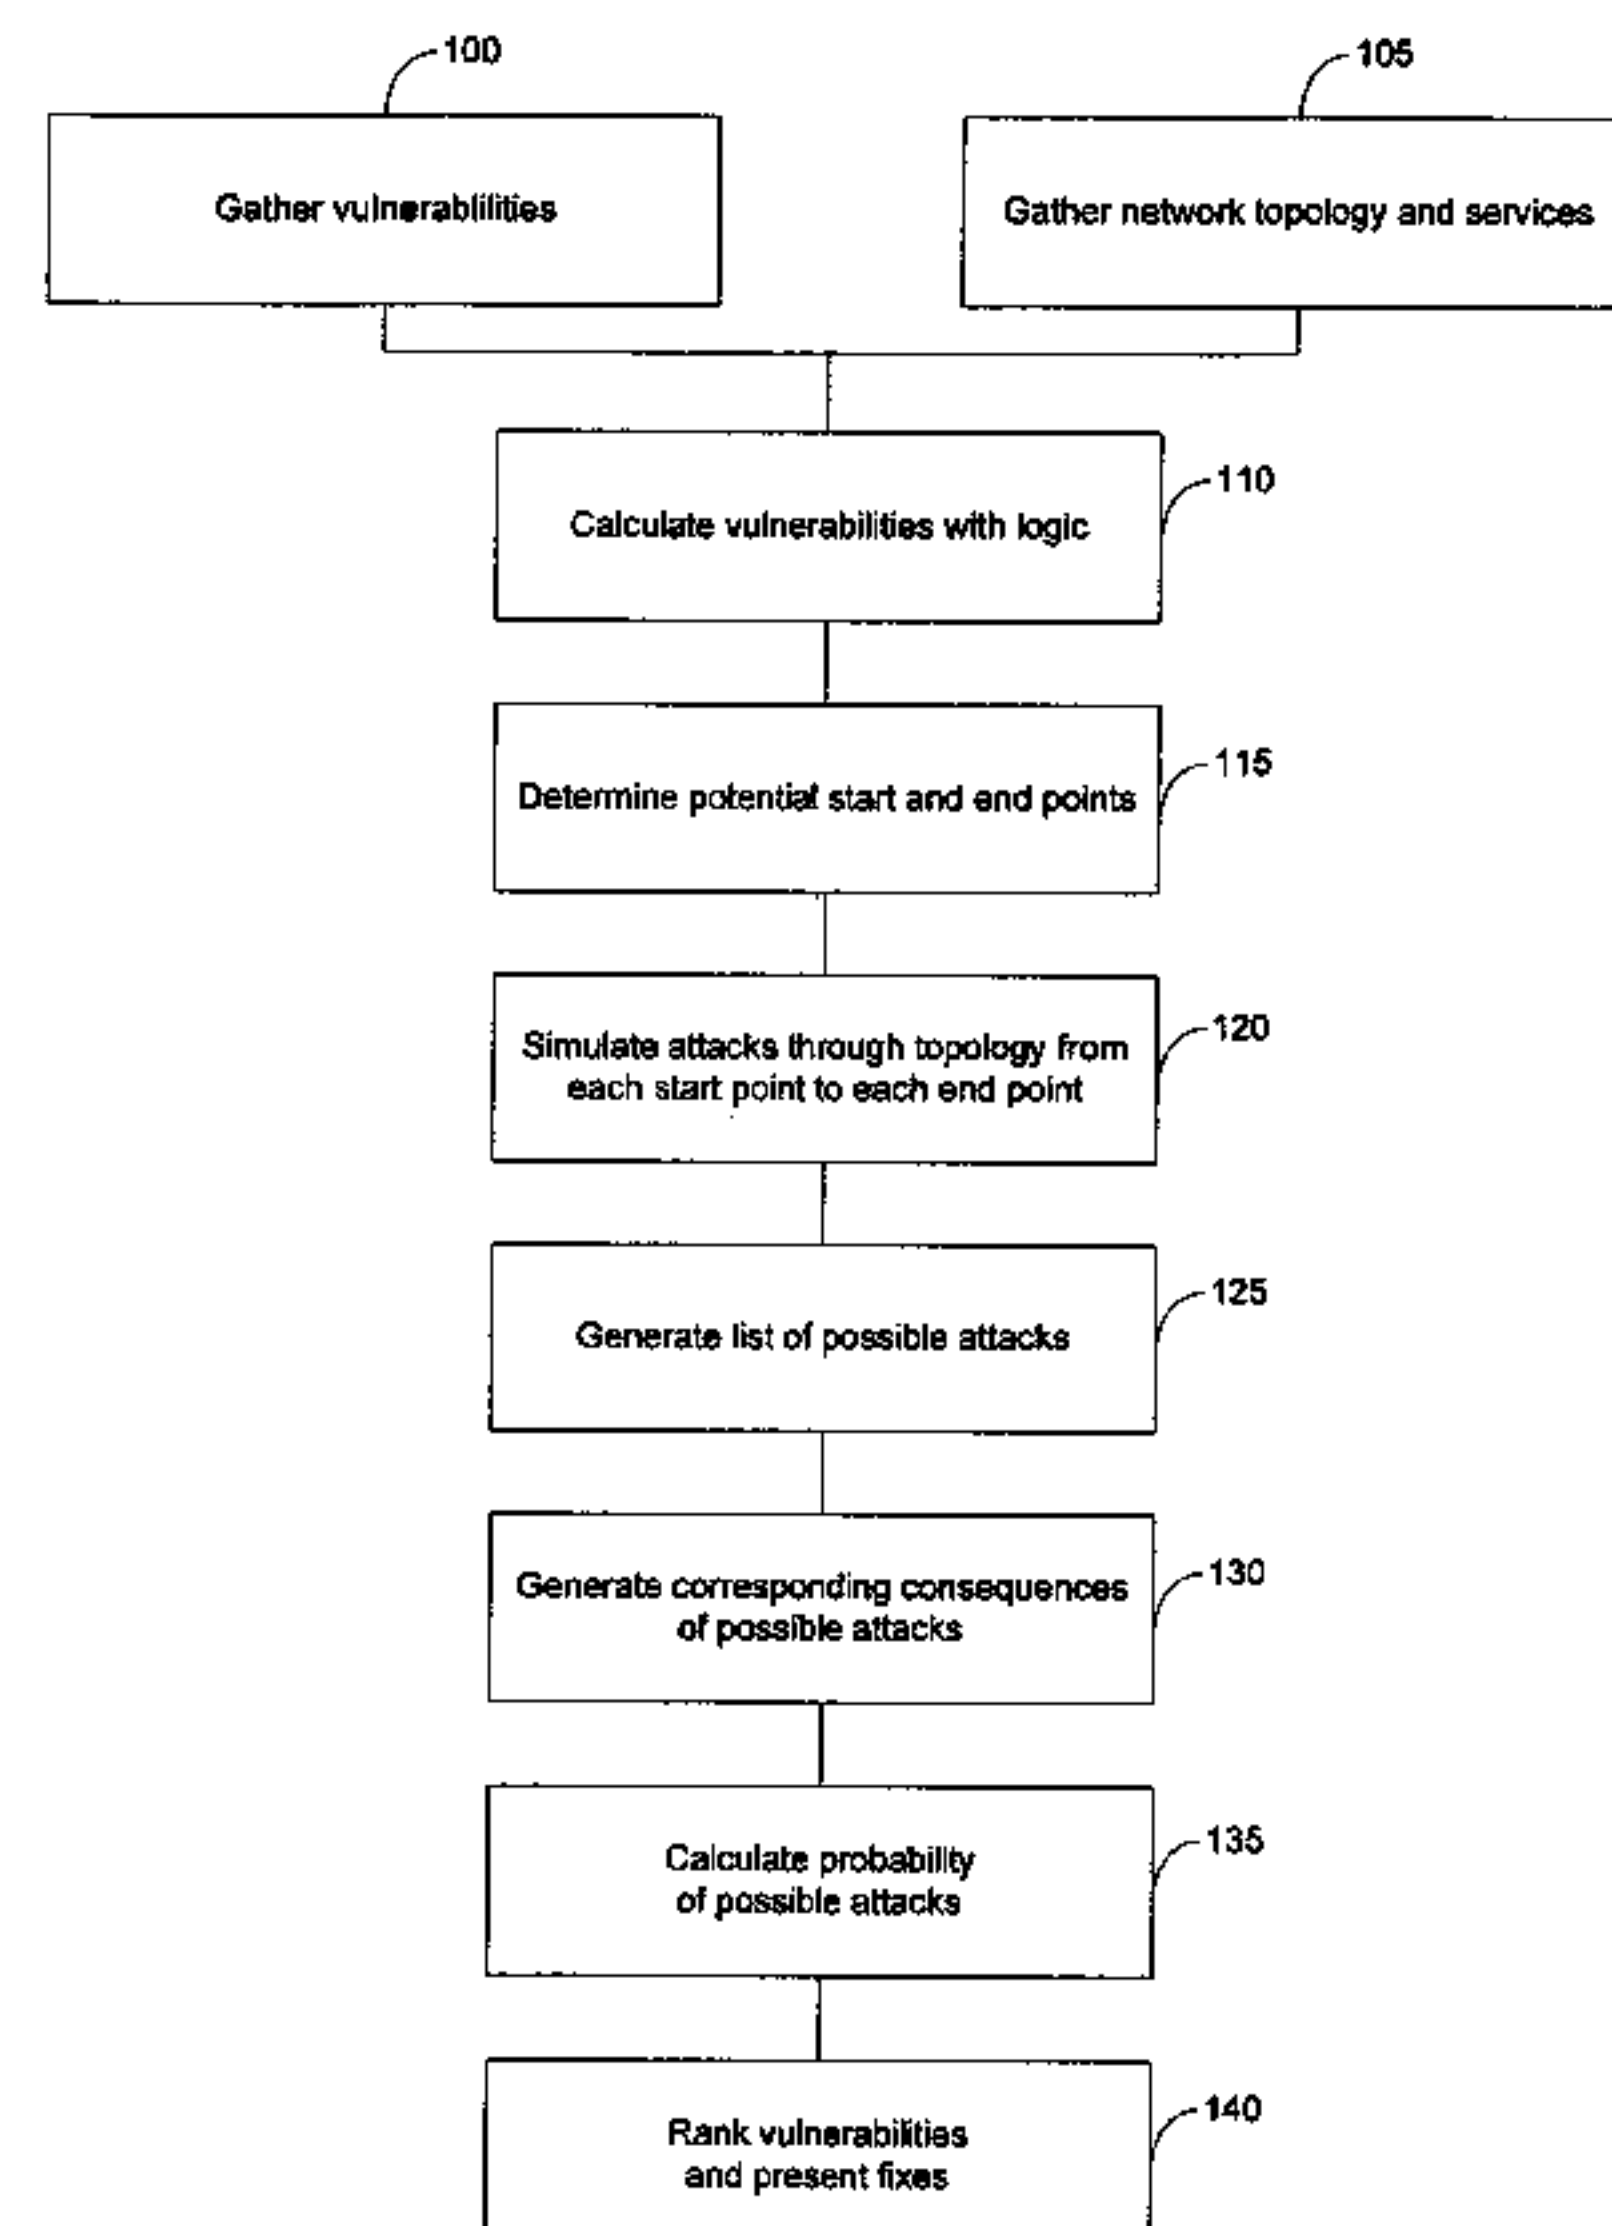 100
105
Gather vulnerablilities
Gather network topology and services
110
Calculate vulnerabilities with logic
115
Determine potential start and end points
120
Simulate attacks through topology from
each start point to each end point
125
Generate list of possible attacks
130
Generate corresponding consequences
of possible attacks
135
Calculate probability
of possible attacks
140
Rank vulnerabilities
and present fixes